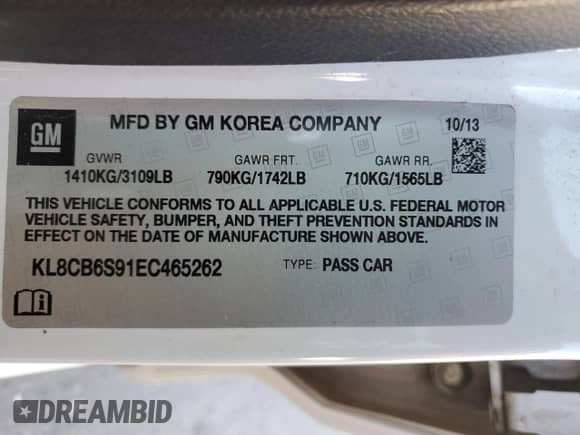 GM
MFD BY GM KOREA COMPANY 10/13
GVWR GAWR FRT. GAWR RR.
1410KG/3109LB 790KG/1742LB 710KG/1565LB
THIS VEHICLE CONFORMS TO ALL APPLICABLE U.S. FEDERAL MOTOR
VEHICLE SAFETY, BUMPER, AND THEFT PREVENTION STANDARDS IN
EFFECT ON THE DATE OF MANUFACTURE SHOWN ABOVE.
KL8CB6S91EC465262 TYPE: PASS CAR
DREAMBID